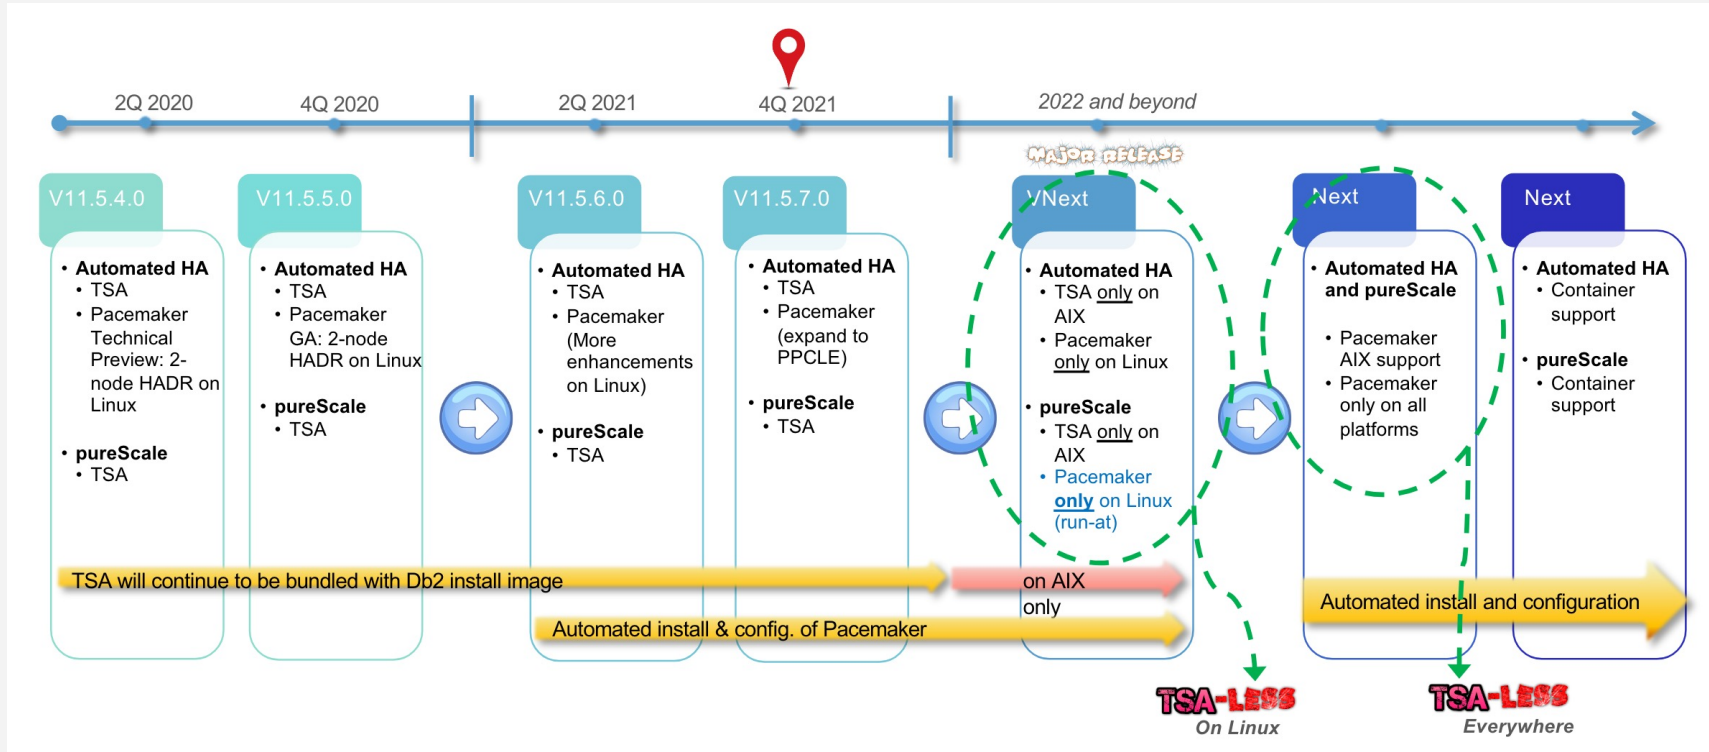 2Q 2020
4Q 2020
2Q 2021
4Q 2021
2022 and beyond
MAJOR RELEASE
V11.5.4.0
• Automated HA
• TSA
• Pacemaker
Technical
Preview: 2-
node HADR on
Linux
• pureScale
• TSA
V11.5.5.0
• Automated HA
• TSA
• Pacemaker
GA: 2-node
HADR on Linux
• pureScale
• TSA
V11.5.6.0
• Automated HA
• TSA
• Pacemaker
(More
enhancements
on Linux)
• pureScale
• TSA
V11.5.7.0
• Automated HA
• TSA
• Pacemaker
(expand to
PPCLE)
• pureScale
• TSA
VNext
• Automated HA
• TSA only on
AIX
• Pacemaker
only on Linux
• pureScale
• TSA only on
AIX
• Pacemaker
only on Linux
(run-at)
Next
• Automated HA
and pureScale
• Pacemaker
AIX support
• Pacemaker
only on all
platforms
Next
• Automated HA
• Container
support
• pureScale
• Container
support
TSA will continue to be bundled with Db2 install image
on AIX
only
Automated install & config. of Pacemaker
Automated install and configuration
TSA-LESS
On Linux
TSA-LESS
Everywhere